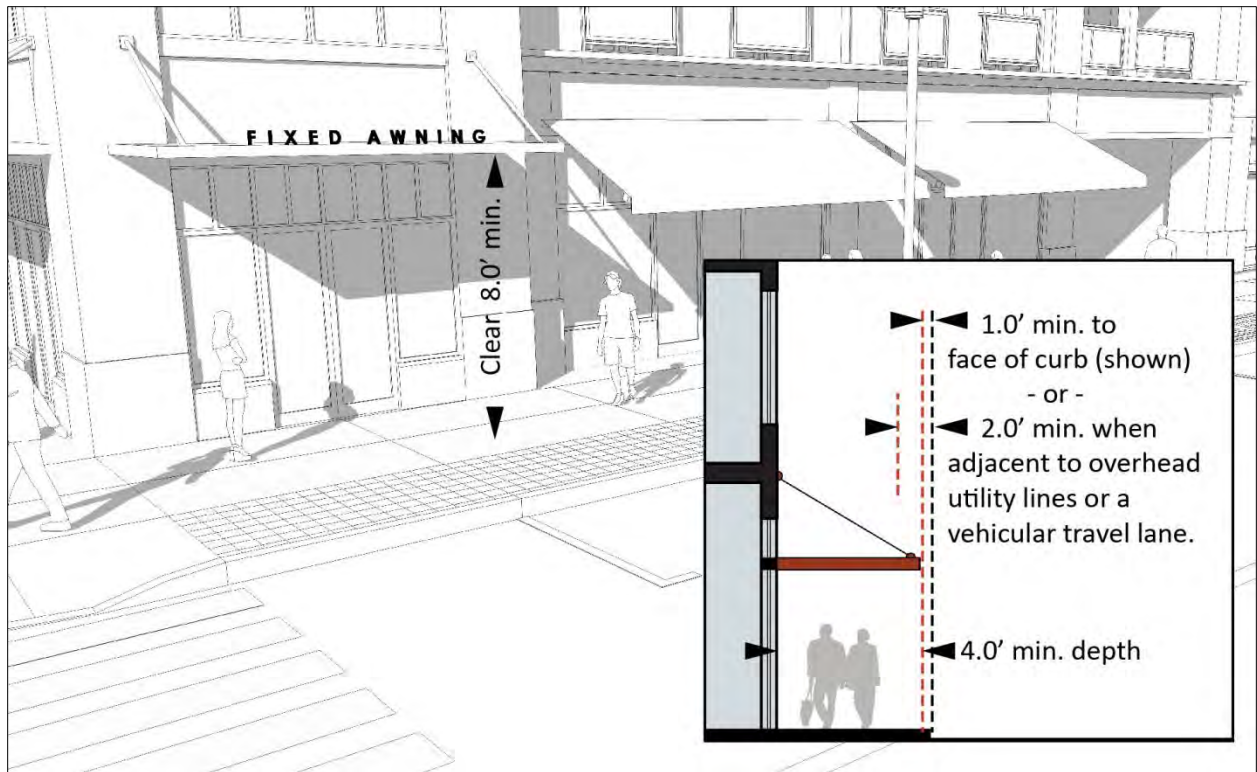 FIXED AWNING
Clear 8.0’ min.
1.0’ min. to
face of curb (shown)
- or -
2.0’ min. when
adjacent to overhead
utility lines or a
vehicular travel lane.
4.0’ min. depth